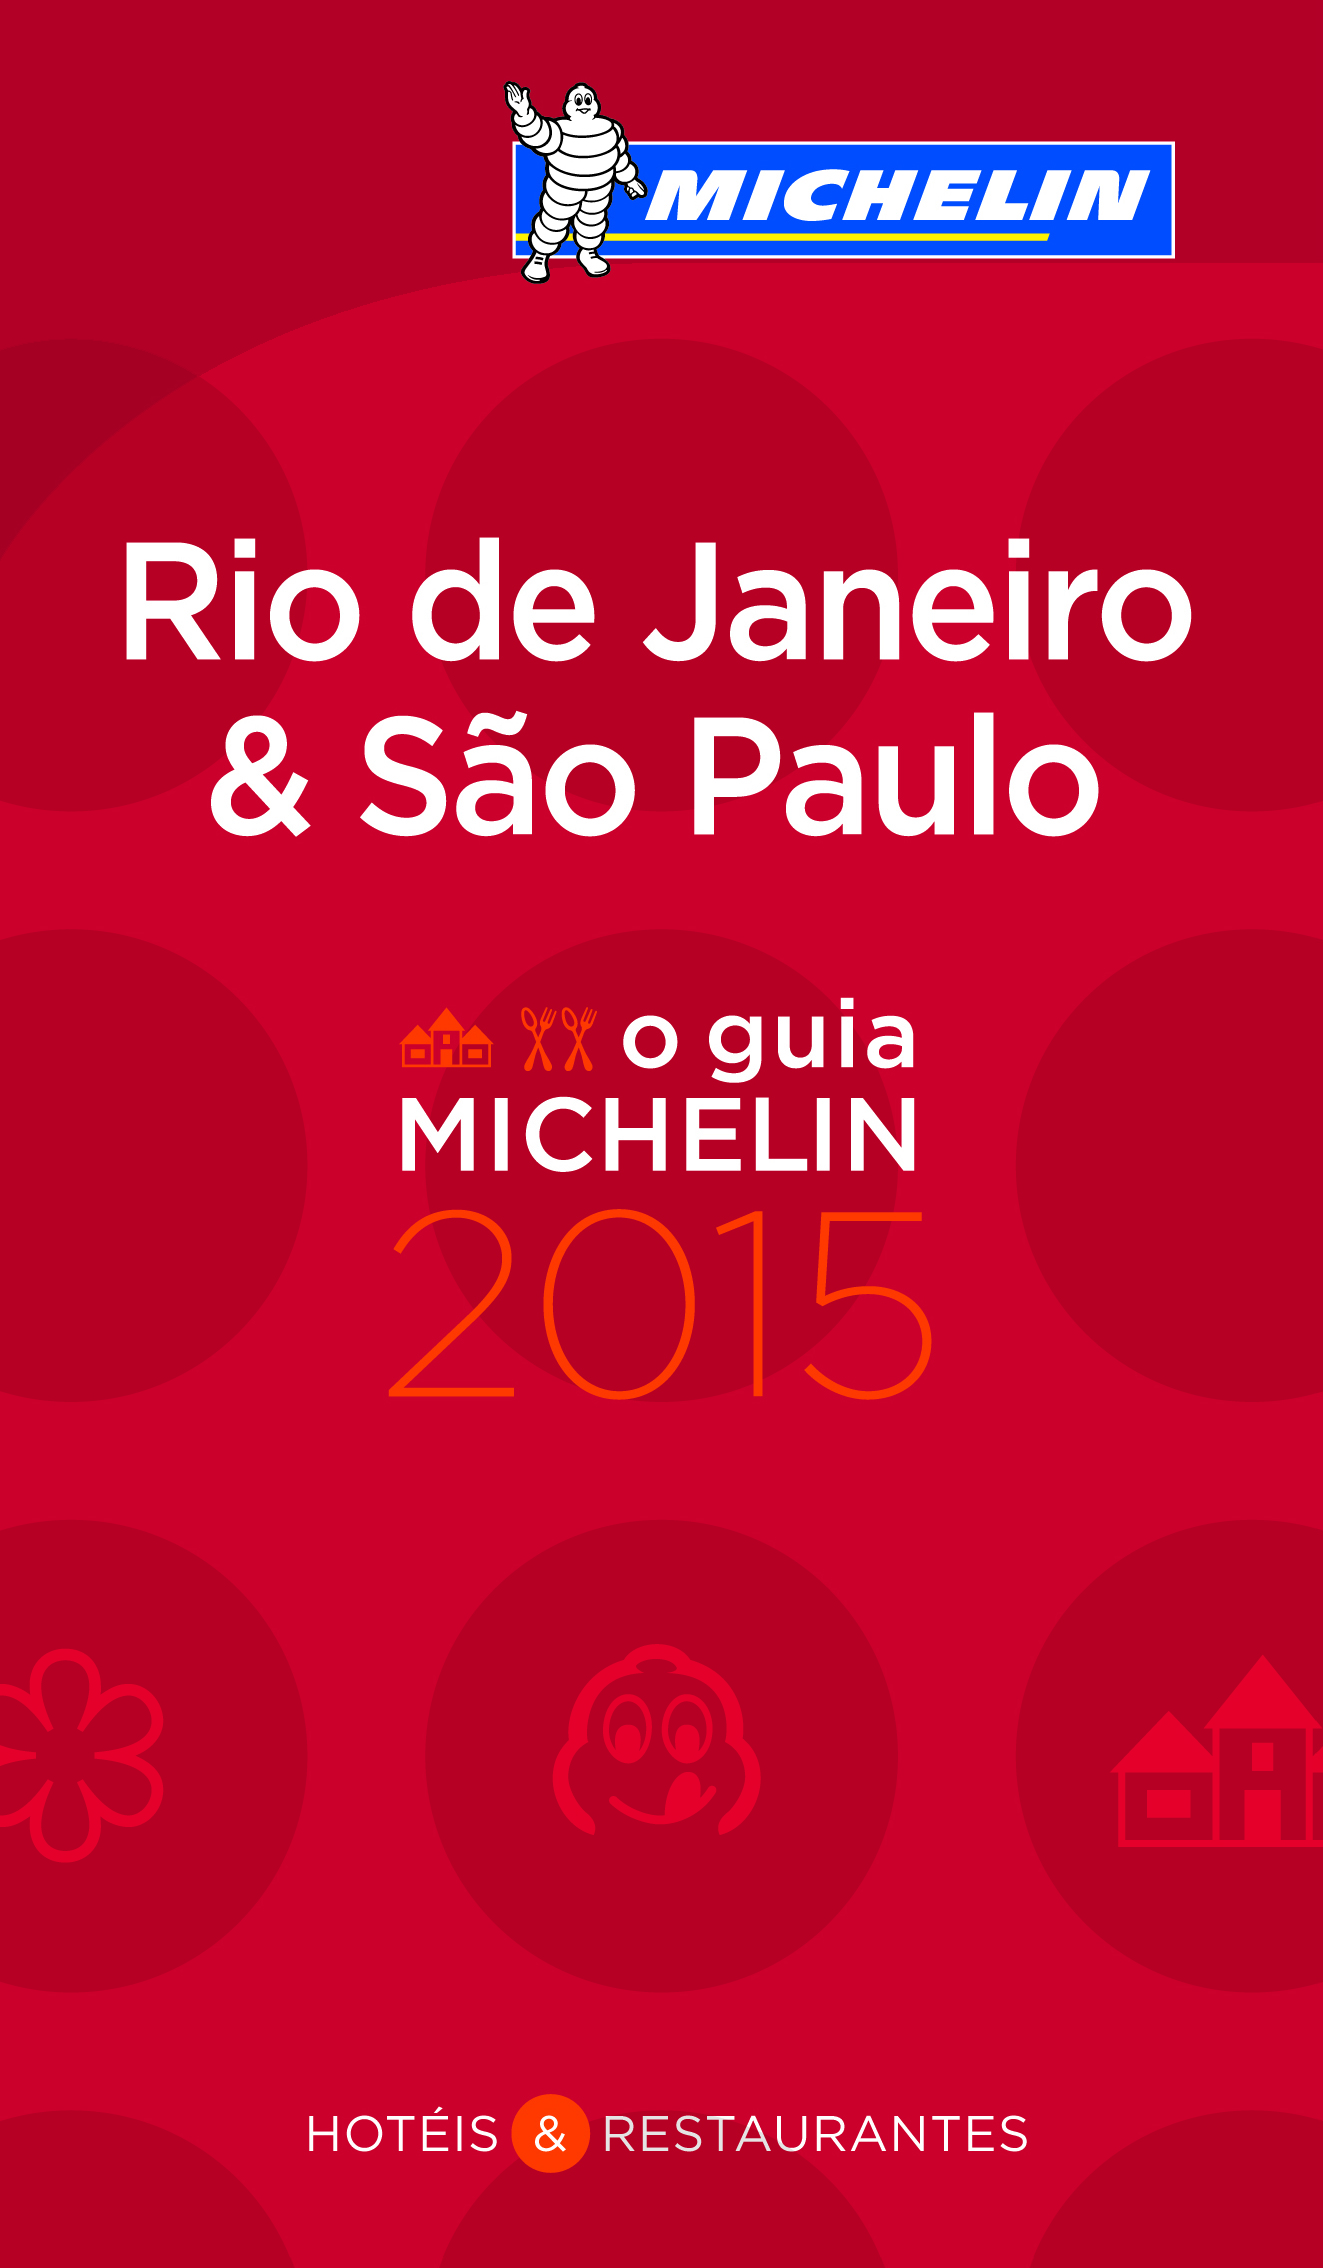 MICHELIN
Rio de Janeiro
& São Paulo
o guia
MICHELIN
2015
HOTÉIS & RESTAURANTES